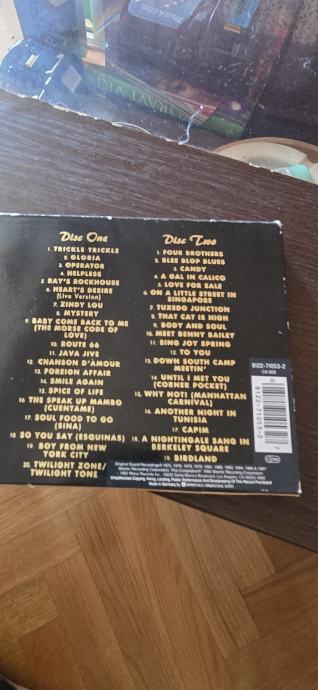 Makita
Disc One
1. TRICKLE TRICKLE
2. GLORIA
3. OPERATOR
4. HELPLESS
5. RAY'S ROCKHOUSE
6. HEART'S DESIRE
(Live Version)
7. ZINDY LOU
8. MYSTERY
9. BABY COME BACK TO ME
(THE MORSE CODE OF
LOVE)
10. ROUTE 66
11. JAVA JIVE
12. CHANSON D'AMOUR
13. FOREIGN AFFAIR
14. SMILE AGAIN
15. SPICE OF LIFE
16. THE SPEAK UP MAMBO
(CUENTAME)
17. SOUL FOOD TO GO
(SINA)
18. SO YOU SAY (ESQUINAS)
19. BOY FROM NEW
YORK CITY
20. TWILIGHT ZONE/
TWILIGHT TONE
Disc Two
1. FOUR BROTHERS
2. BLEE BLOP BLUES
3. CANDY
4. A GAL IN CALICO
5. LOVE FOR SALE
6. ON A LITTLE STREET IN
SINGAPORE
7. TUXEDO JUNCTION
8. THAT CAT IS HIGH
9. BODY AND SOUL
10. MEET BENNY BAILEY
11. SING JOY SPRING
12. TO YOU
13. DOWN SOUTH CAMP
MEETIN'
14. UNTIL I MET YOU
(CORNER POCKET)
15. WHY NOT! (MANHATTAN
CARNIVAL)
16. ANOTHER NIGHT IN
TUNISIA
17. CAPIM
18. A NIGHTINGALE SANG IN
BERKELEY SQUARE
19. BIRDLAND
8122-71053-2